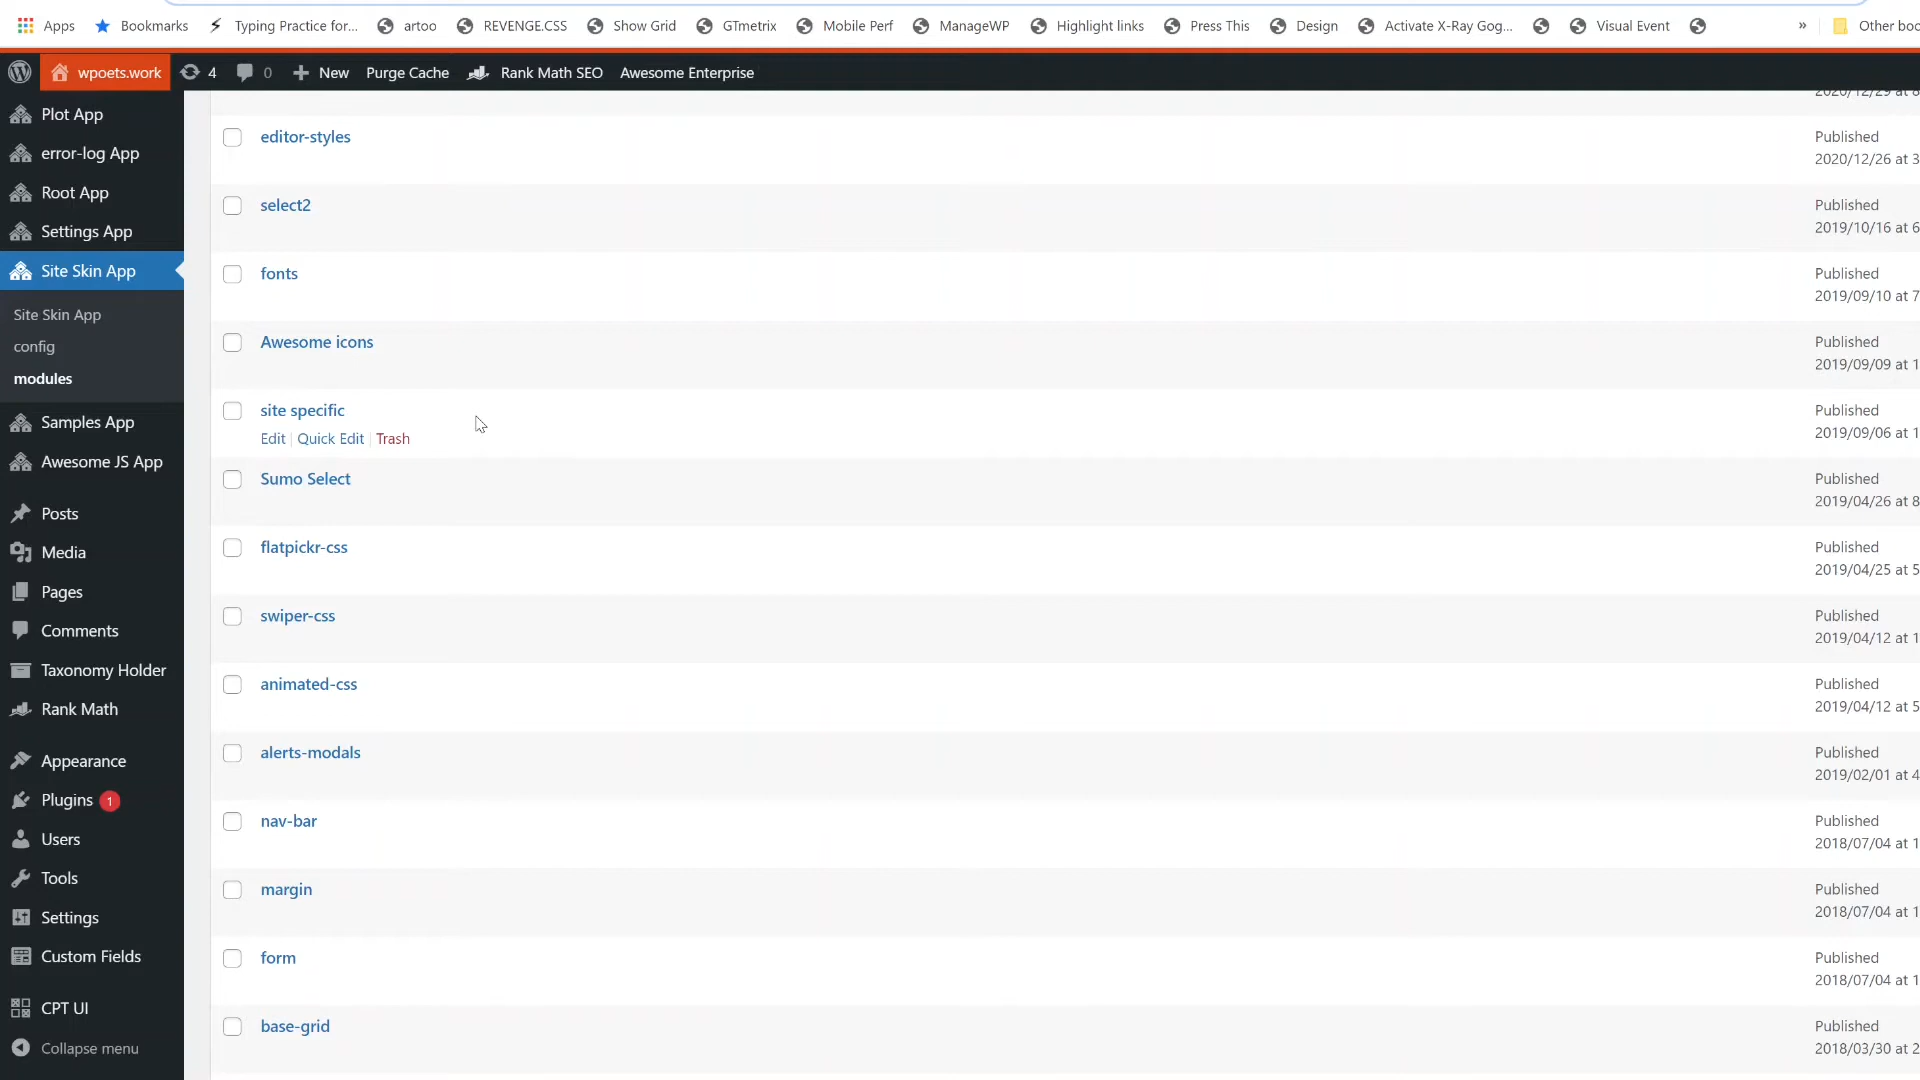 Apps Bookmarks Typing Practice for... artoo REVENGE.CSS Show Grid GTmetrix Mobile Perf ManageWP Highlight links Press This Design Activate X-Ray Gog... Visual Event » Other boo
wpoets.work 4 0 New Purge Cache Rank Math SEO Awesome Enterprise
Plot App
error-log App
Root App
Settings App
Site Skin App
Site Skin App
config
modules
Samples App
Awesome JS App
Posts
Media
Pages
Comments
Taxonomy Holder
Rank Math
Appearance
Plugins 1
Users
Tools
Settings
Custom Fields
CPT UI
Collapse menu
2020/12/29 at 8
editor-styles
Published
2020/12/26 at 3
select2
Published
2019/10/16 at 6
fonts
Published
2019/09/10 at 7
Awesome icons
Published
2019/09/09 at 1
site specific
Edit | Quick Edit | Trash
Published
2019/09/06 at 1
Sumo Select
Published
2019/04/26 at 8
flatpickr-css
Published
2019/04/25 at 5
swiper-css
Published
2019/04/12 at 1
animated-css
Published
2019/04/12 at 5
alerts-modals
Published
2019/02/01 at 4
nav-bar
Published
2018/07/04 at 1
margin
Published
2018/07/04 at 1
form
Published
2018/07/04 at 1
base-grid
Published
2018/03/30 at 2